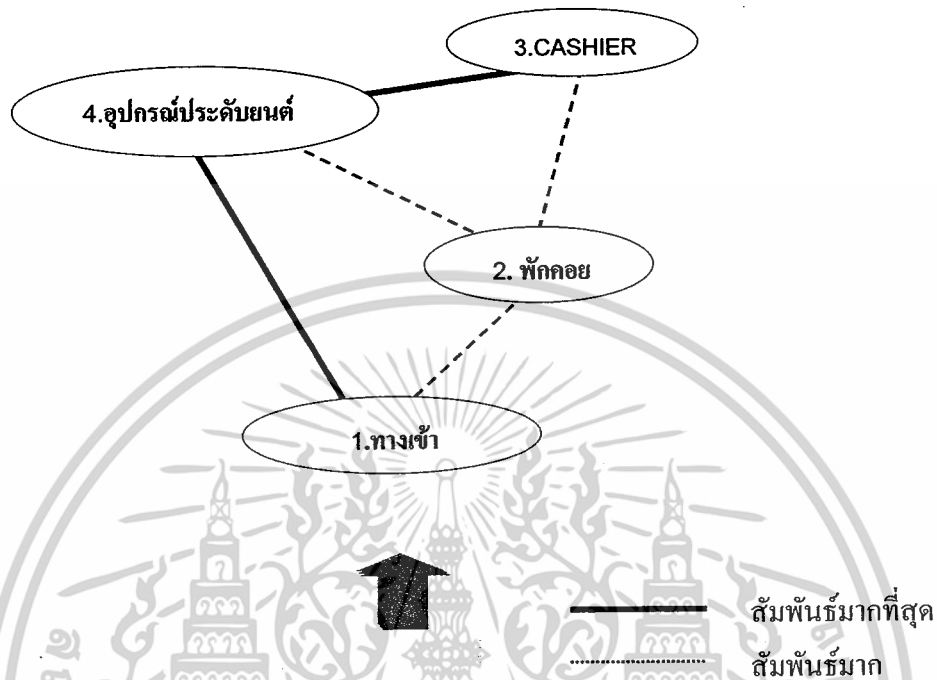 3.CASHIER
4.อุปกรณ์ประดับยนต์
2. พักคอย
1.ทางเข้า
สัมพันธ์มากที่สุด
สัมพันธ์มาก